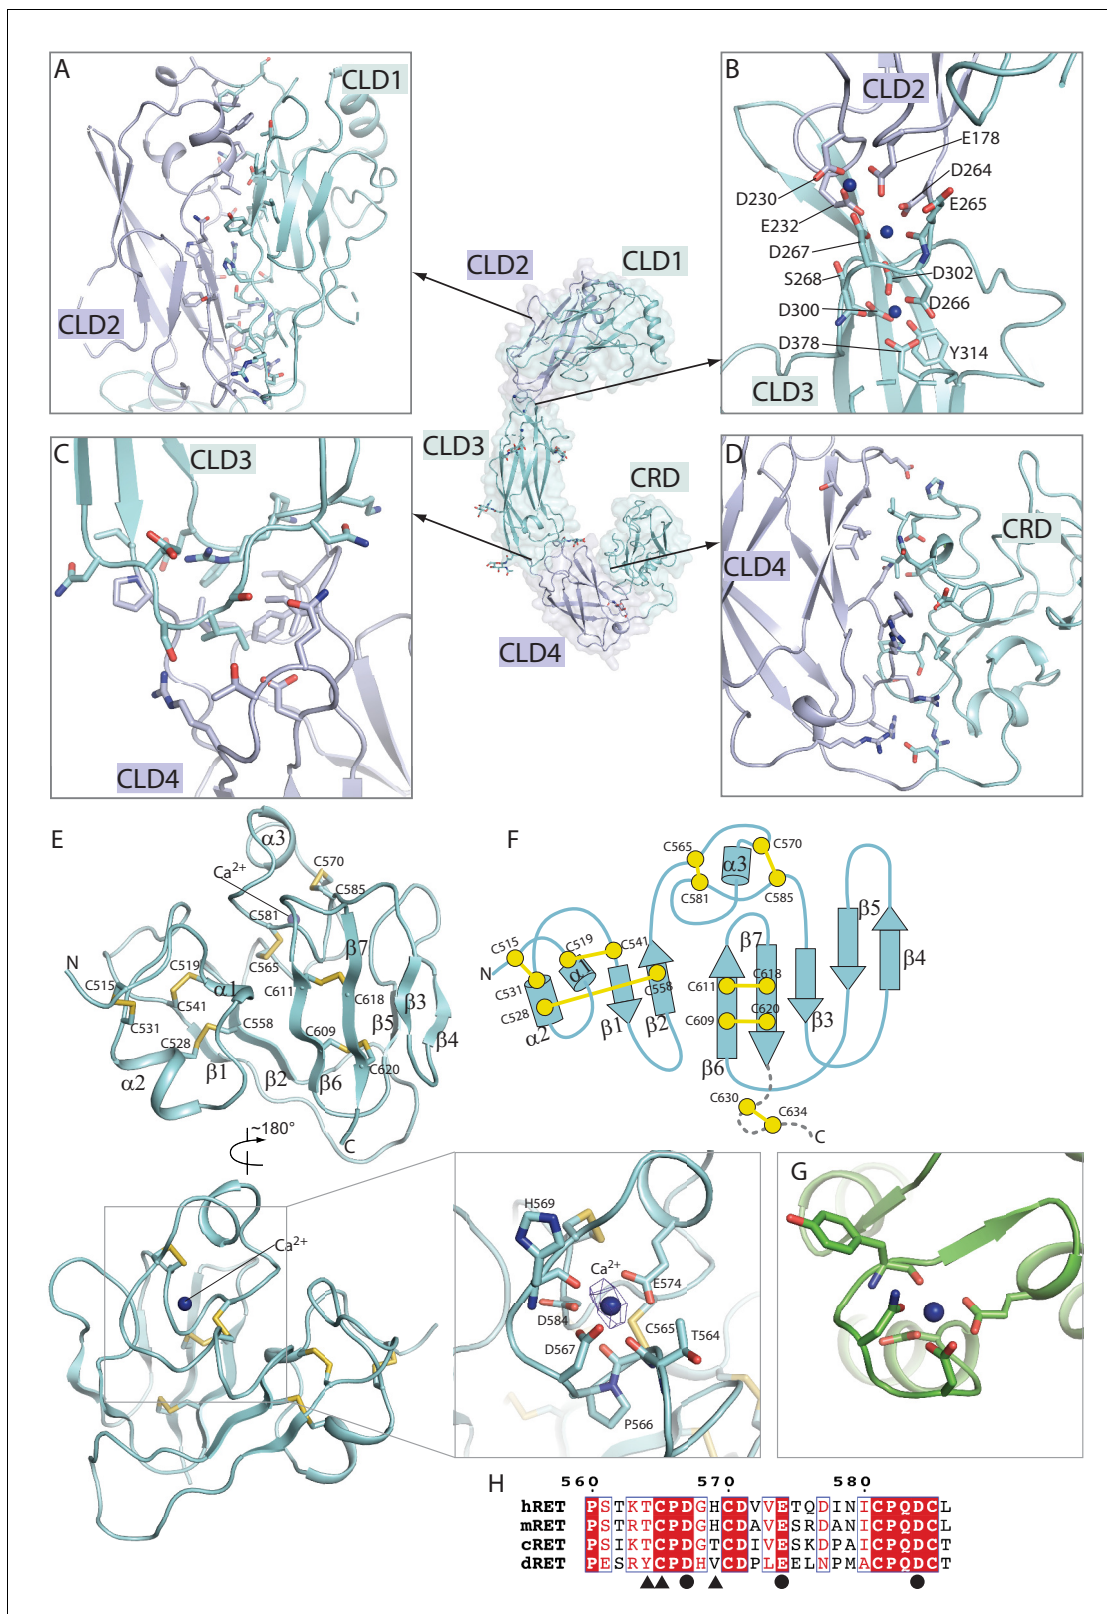 A
CLD1
CLD2
B
CLD2
E178
D264
D230
E265
E232
D267
S268
D302
D266
D300
D378
Y314
CLD3
CLD2
CLD1
CLD3
CRD
CLD4
C
CLD3
CLD4
D
CRD
CLD4
E
α3
C570
Ca2+
C585
C581
β7
N
C519
C565
C515
α1
C611
C618
β3
C541
C531
C558
β5
C609
β4
C528
α2
β1
β2
β6
C620
C
~180°
Ca2+
F
C565
C570
α3
C581
C585
C515
C519
C541
β7
β5
N
α1
β4
C531
C558
C611
C618
C528
C609
C620
α2
β1
β2
β3
β6
C630
C634
C
H569
Ca2+
E574
D584
C565
T564
D567
P566
G
H
560 570 580
hRET PSTKTCPDGHCDVVETQDINICPQDCL
mRET PSTRTCPDGHCDAVESRDANICPQDCL
cRET PSIKTCPDGTCDIVESKDPAICPQDCT
dRET PESRYCPDHVCDPLEELNPMACPQDCT